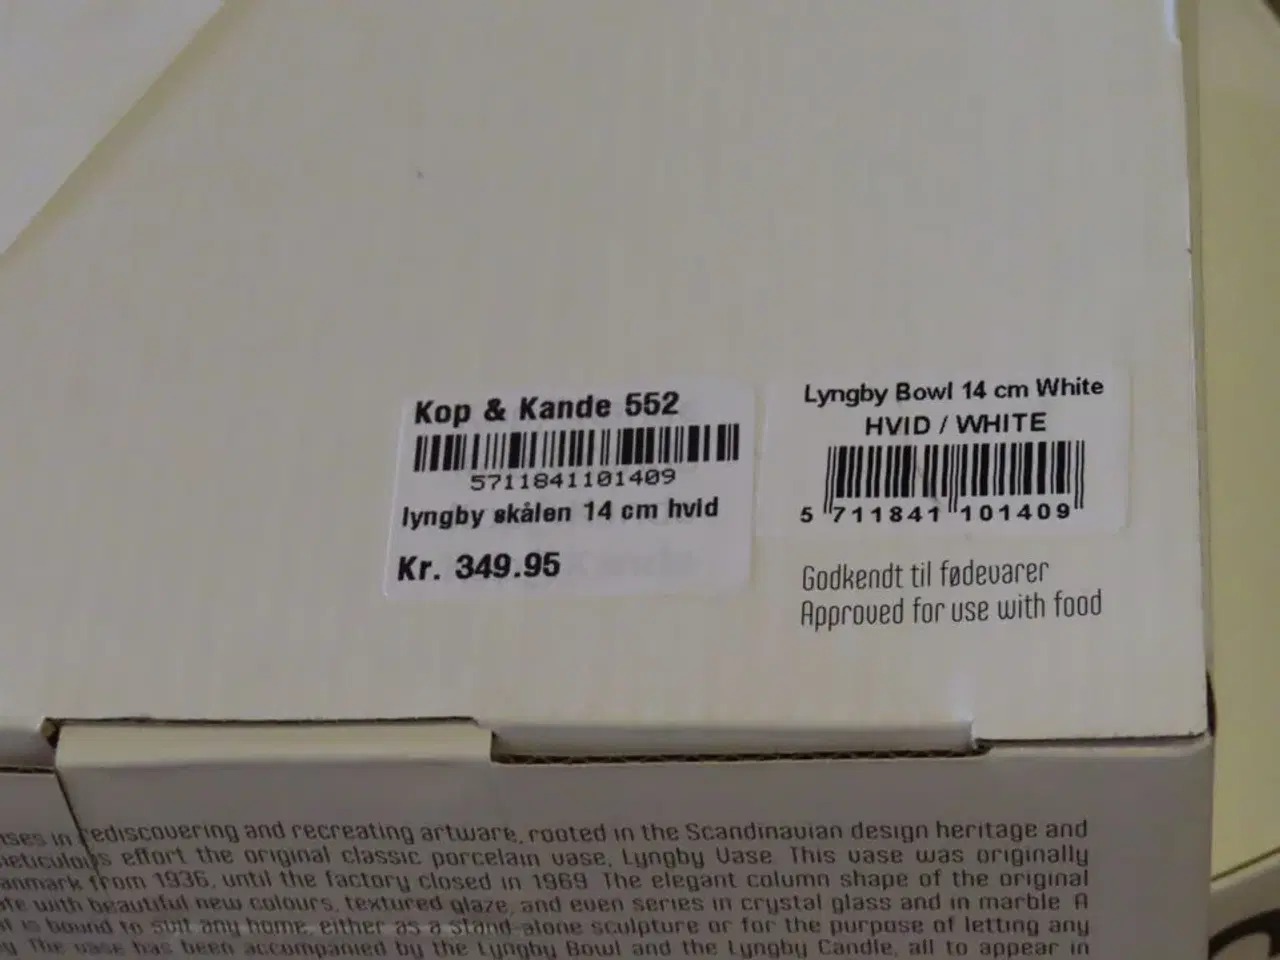 Kop & Kande 552
5711841101409
lyngby skålen 14 cm hvid
Kr. 349.95
Lyngby Bowl 14 cm White
HVID / WHITE
5 711841 101409
Godkendt til fødevarer
Approved for use with food
in rediscovering and recreating artware, rooted in the Scandinavian design heritage and
effort the original classic porcelain vase, Lyngby Vase. This vase was originally
from 1936, until the factory closed in 1969. The elegant column shape of the original
with beautiful new colours, textured glaze, and even series in crystal glass and in marble. A
is bound to suit any home, either as a stand-alone sculpture or for the purpose of letting any
The vase has been accompanied by the Lyngby Bowl and the Lyngby Candle, all to appear in